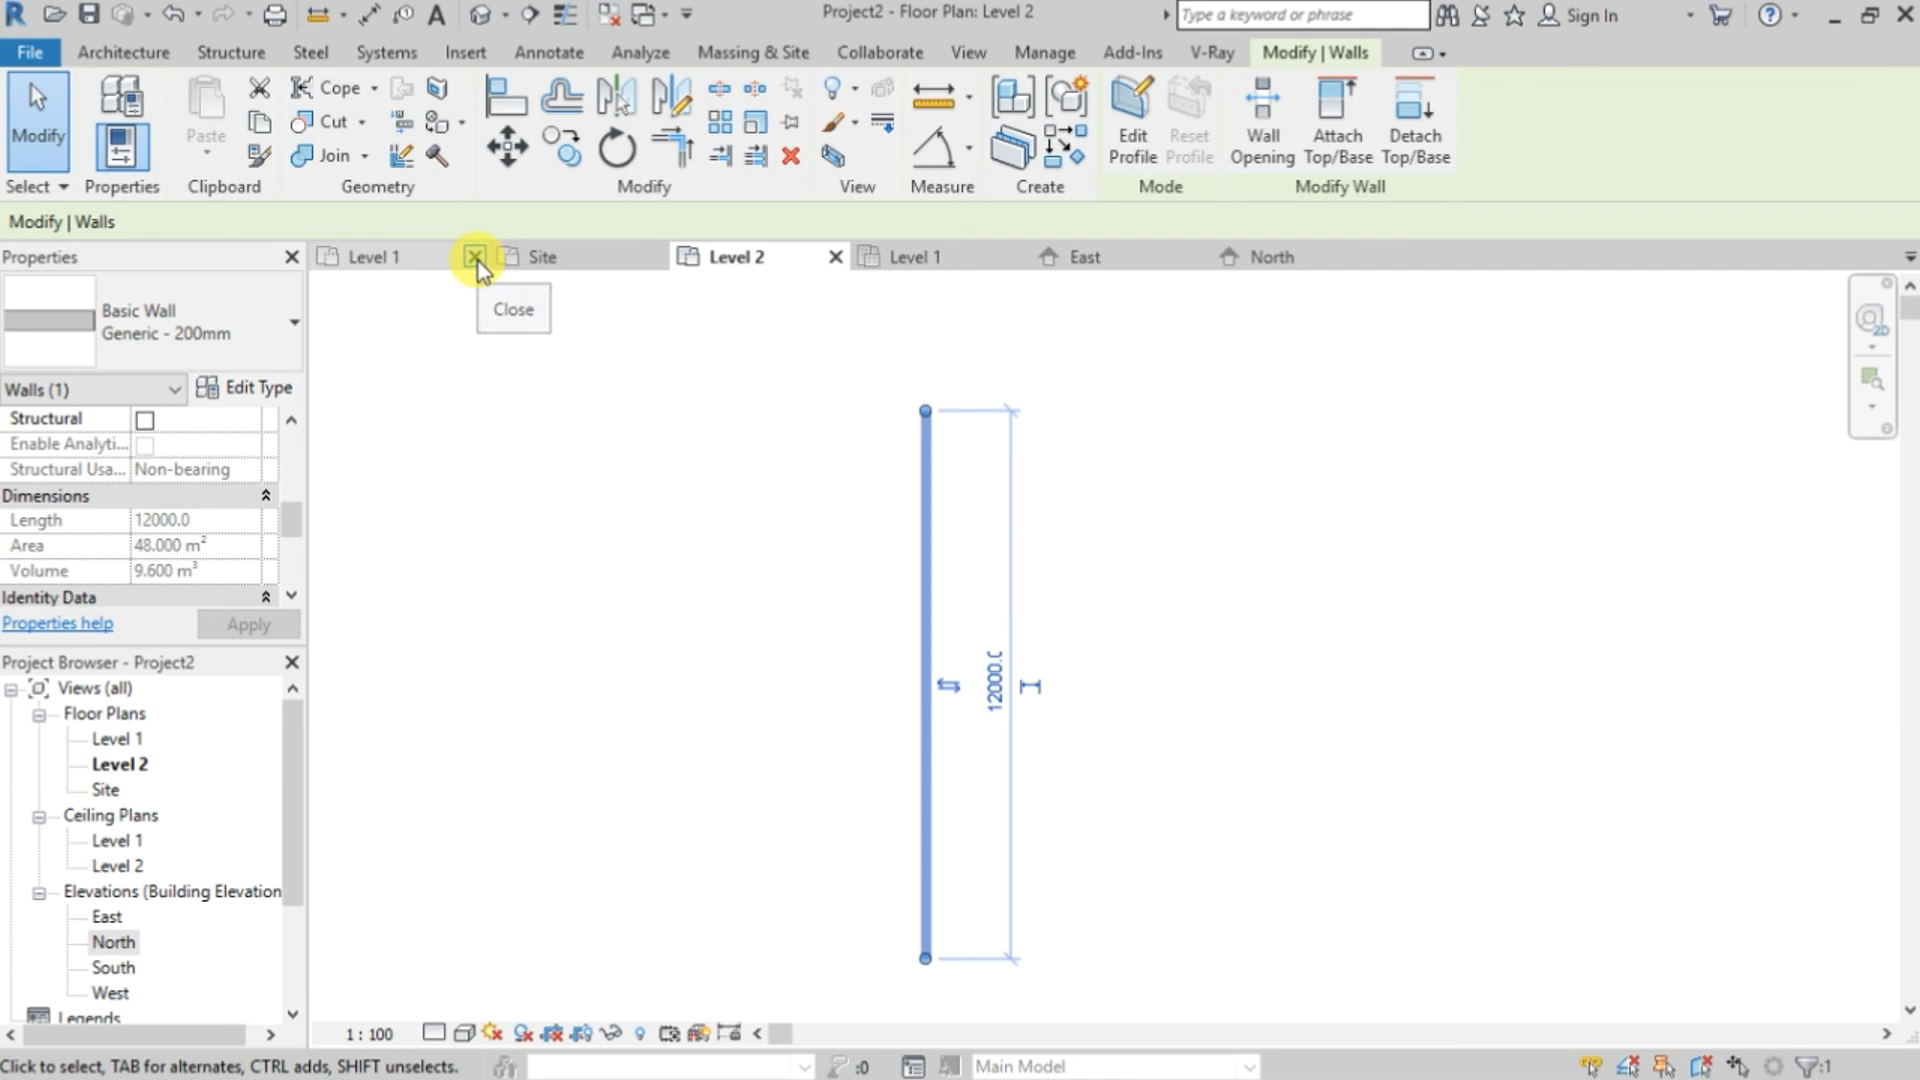 Project2 - Floor Plan: Level 2
Type a keyword or phrase
Sign In
File
Architecture
Structure
Steel
Systems
Insert
Annotate
Analyze
Massing & Site
Collaborate
View
Manage
Add-Ins
V-Ray
Modify | Walls
Modify
Paste
Cope
Cut
Join
Edit
Profile
Reset
Profile
Wall
Opening
Attach
Top/Base
Detach
Top/Base
Select
Properties
Clipboard
Geometry
Modify
View
Measure
Create
Mode
Modify Wall
Modify | Walls
Properties
Level 1
Site
Level 2
Level 1
East
North
Close
Basic Wall
Generic - 200mm
Walls (1)
Edit Type
Structural
Enable Analyti...
Structural Usa... Non-bearing
Dimensions
Length 12000.0
Area 48.000 m²
Volume 9.600 m³
Identity Data
Properties help
Apply
Project Browser - Project2
Views (all)
Floor Plans
Level 1
Level 2
Site
Ceiling Plans
Level 1
Level 2
Elevations (Building Elevation
East
North
South
West
Legends
2D
12000.0
1 : 100
Click to select, TAB for alternates, CTRL adds, SHIFT unselects.
:0
Main Model
:1